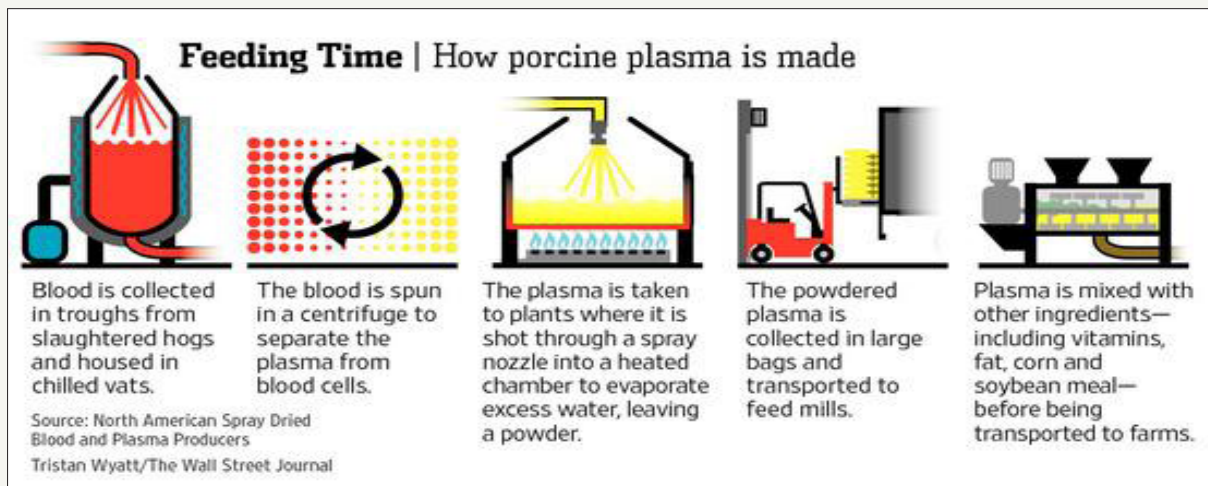 Feeding Time | How porcine plasma is made
Blood is collected
in troughs from
slaughtered hogs
and housed in
chilled vats.
The blood is spun
in a centrifuge to
separate the
plasma from
blood cells.
The plasma is taken
to plants where it is
shot through a spray
nozzle into a heated
chamber to evaporate
excess water, leaving
a powder.
The powdered
plasma is
collected in large
bags and
transported to
feed mills.
Plasma is mixed with
other ingredients—
including vitamins,
fat, corn and
soybean meal—
before being
transported to farms.
Source: North American Spray Dried
Blood and Plasma Producers
Tristan Wyatt/The Wall Street Journal